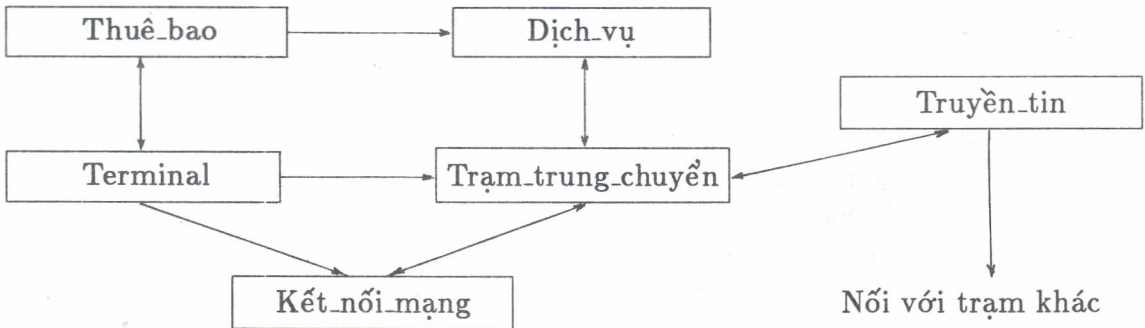 Thuê_bao
Dịch_vụ
Truyền_tin
Terminal
Trạm_trung_chuyển
Kết_nối_mạng
Nối với trạm khác